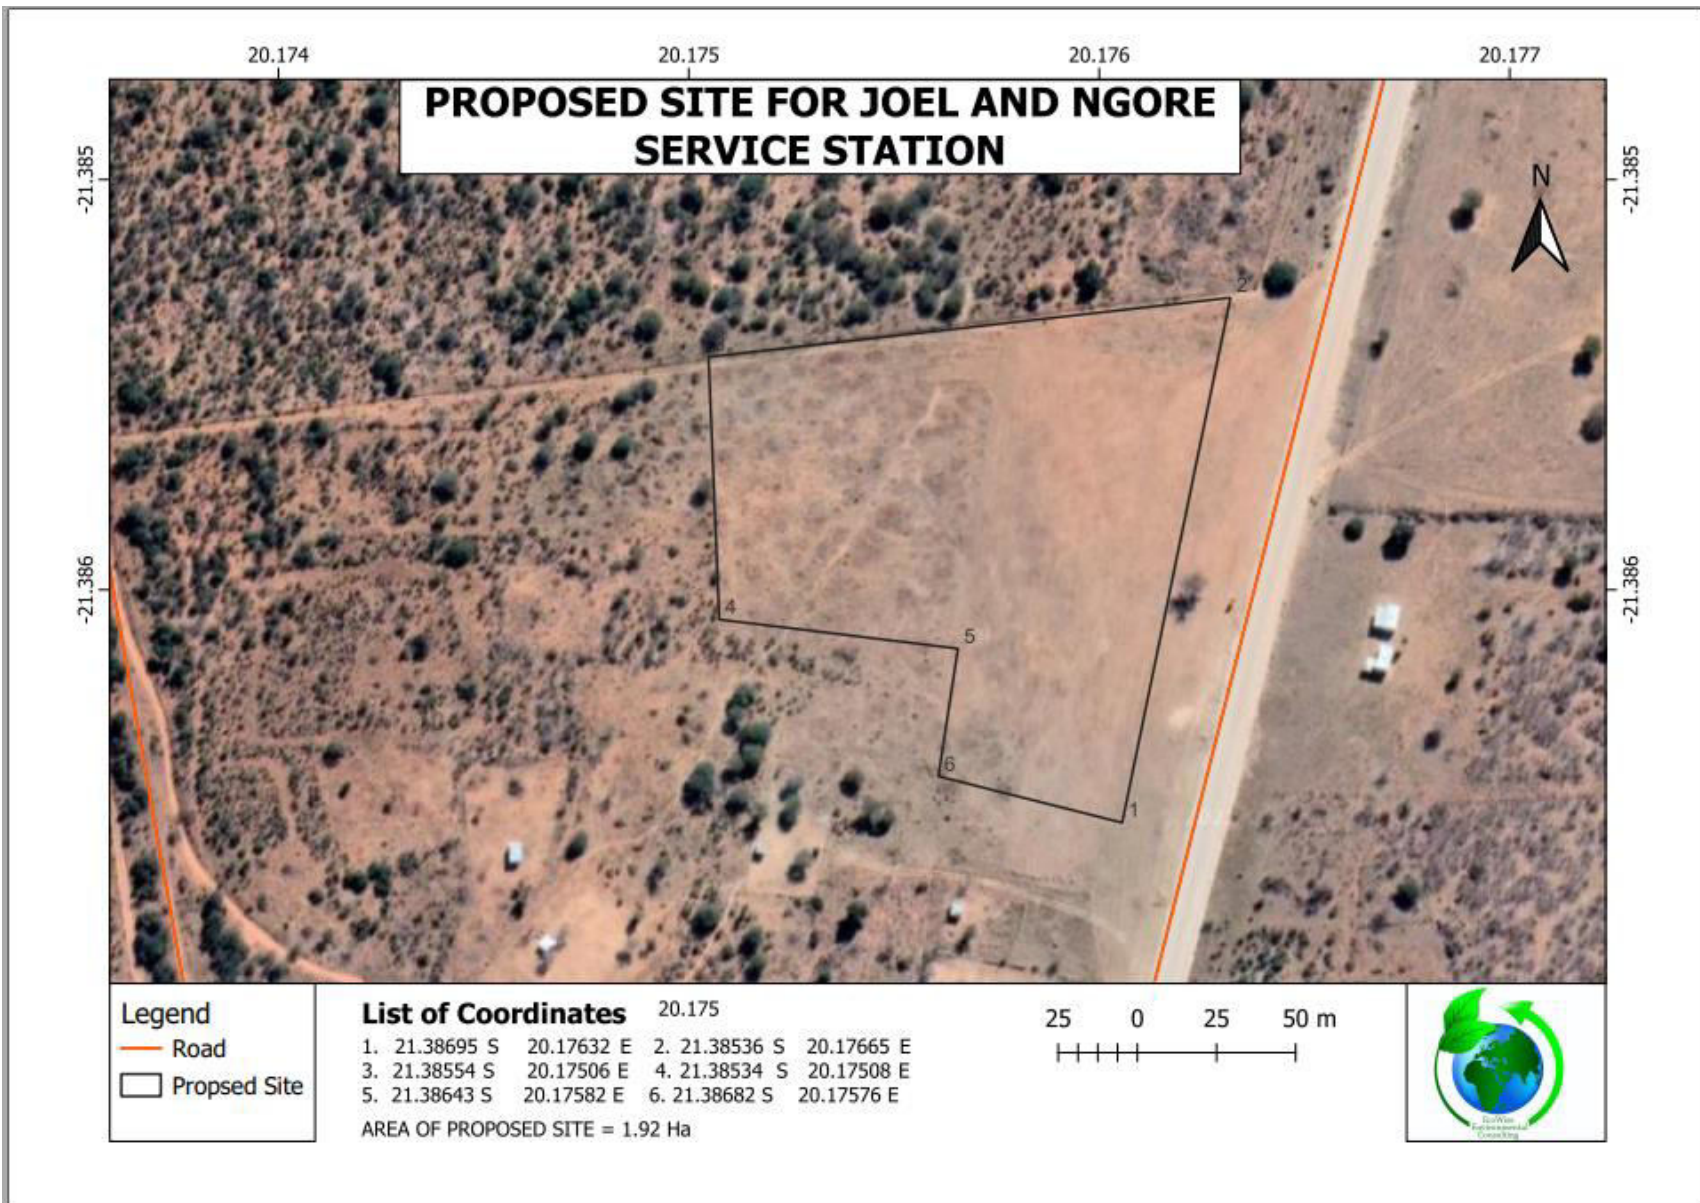 20.174 20.175 20.176 20.177
PROPOSED SITE FOR JOEL AND NGORE
SERVICE STATION
-21.385
-21.385
N
2
4
5
6
1
-21.386
-21.386
Legend
Road
Propsed Site
List of Coordinates 20.175
1. 21.38695 S 20.17632 E 2. 21.38536 S 20.17665 E
3. 21.38554 S 20.17506 E 4. 21.38534 S 20.17508 E
5. 21.38643 S 20.17582 E 6. 21.38682 S 20.17576 E
AREA OF PROPOSED SITE = 1.92 Ha
25 0 25 50 m
EcoWise
Environmental
Consulting